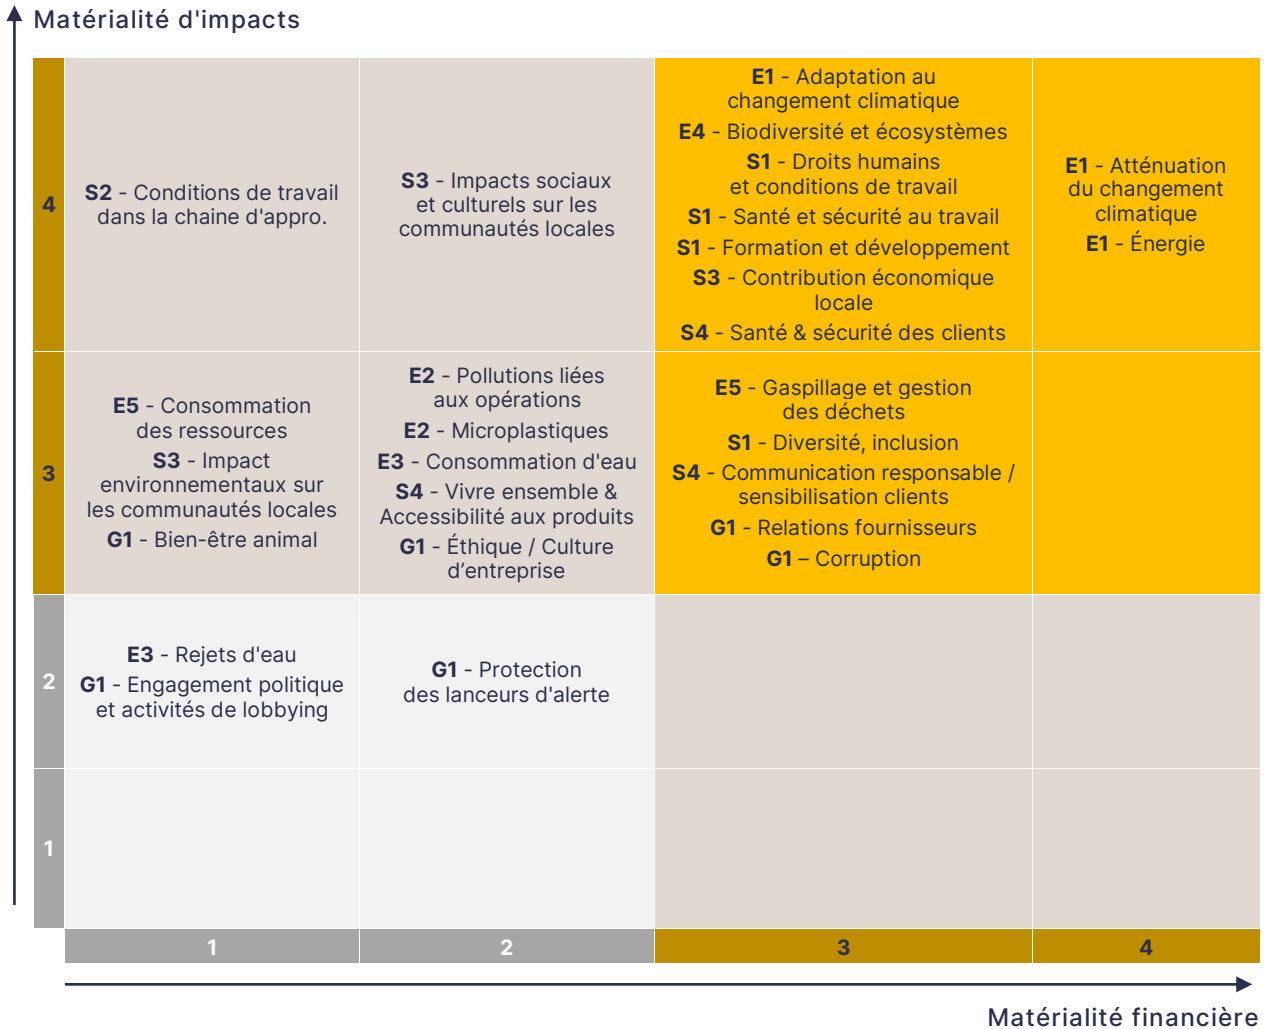 Matérialité d'impacts
4
S2 - Conditions de travail
dans la chaine d'appro.
S3 - Impacts sociaux
et culturels sur les
communautés locales
E1 - Adaptation au
changement climatique
E4 - Biodiversité et écosystèmes
S1 - Droits humains
et conditions de travail
S1 - Santé et sécurité au travail
S1 - Formation et développement
S3 - Contribution économique
locale
S4 - Santé & sécurité des clients
E1 - Atténuation
du changement
climatique
E1 - Énergie
3
E5 - Consommation
des ressources
S3 - Impact
environnementaux sur
les communautés locales
G1 - Bien-être animal
E2 - Pollutions liées
aux opérations
E2 - Microplastiques
E3 - Consommation d'eau
S4 - Vivre ensemble &
Accessibilité aux produits
G1 - Éthique / Culture
d’entreprise
E5 - Gaspillage et gestion
des déchets
S1 - Diversité, inclusion
S4 - Communication responsable /
sensibilisation clients
G1 - Relations fournisseurs
G1 – Corruption
2
E3 - Rejets d'eau
G1 - Engagement politique
et activités de lobbying
G1 - Protection
des lanceurs d'alerte
1
1
2
3
4
Matérialité financière